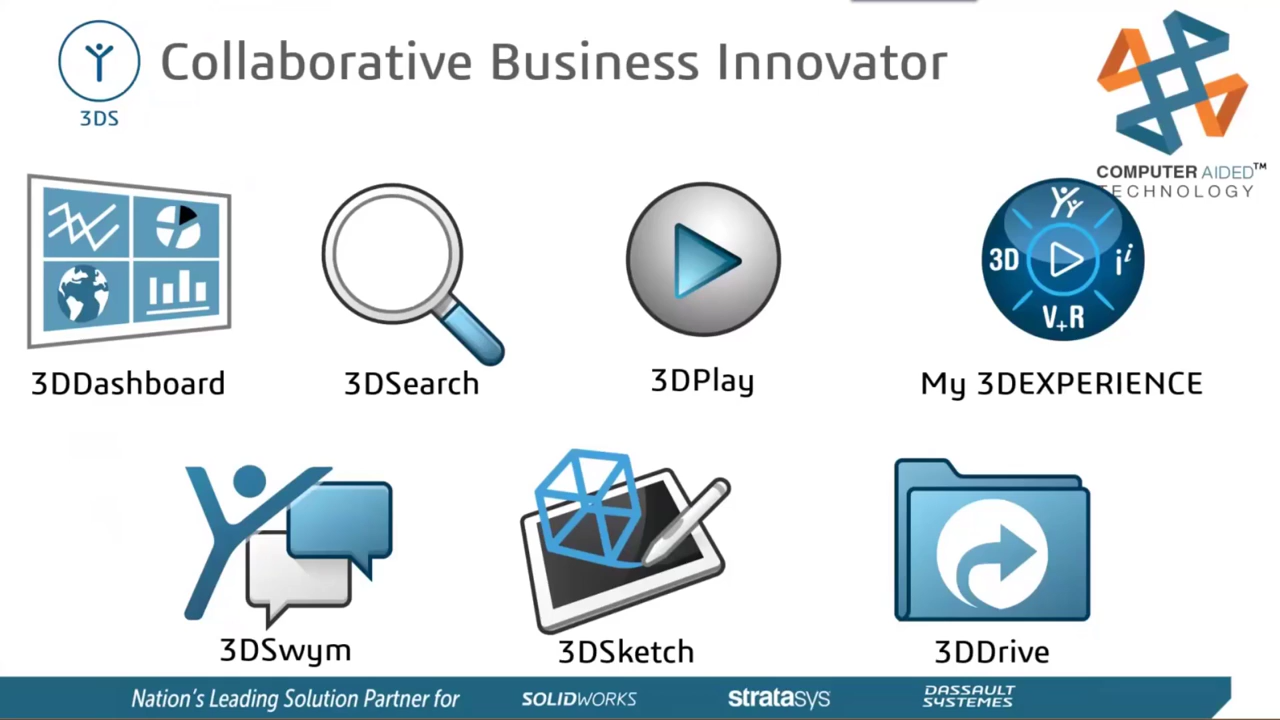 Collaborative Business Innovator
3DS
COMPUTER AIDED™
TECHNOLOGY
3D
i i
V+R
3DDashboard
3DSearch
3DPlay
My 3DEXPERIENCE
3DSwym
3DSketch
3DDrive
Nation's Leading Solution Partner for
SOLIDWORKS
stratasys
DASSAULT
SYSTEMES